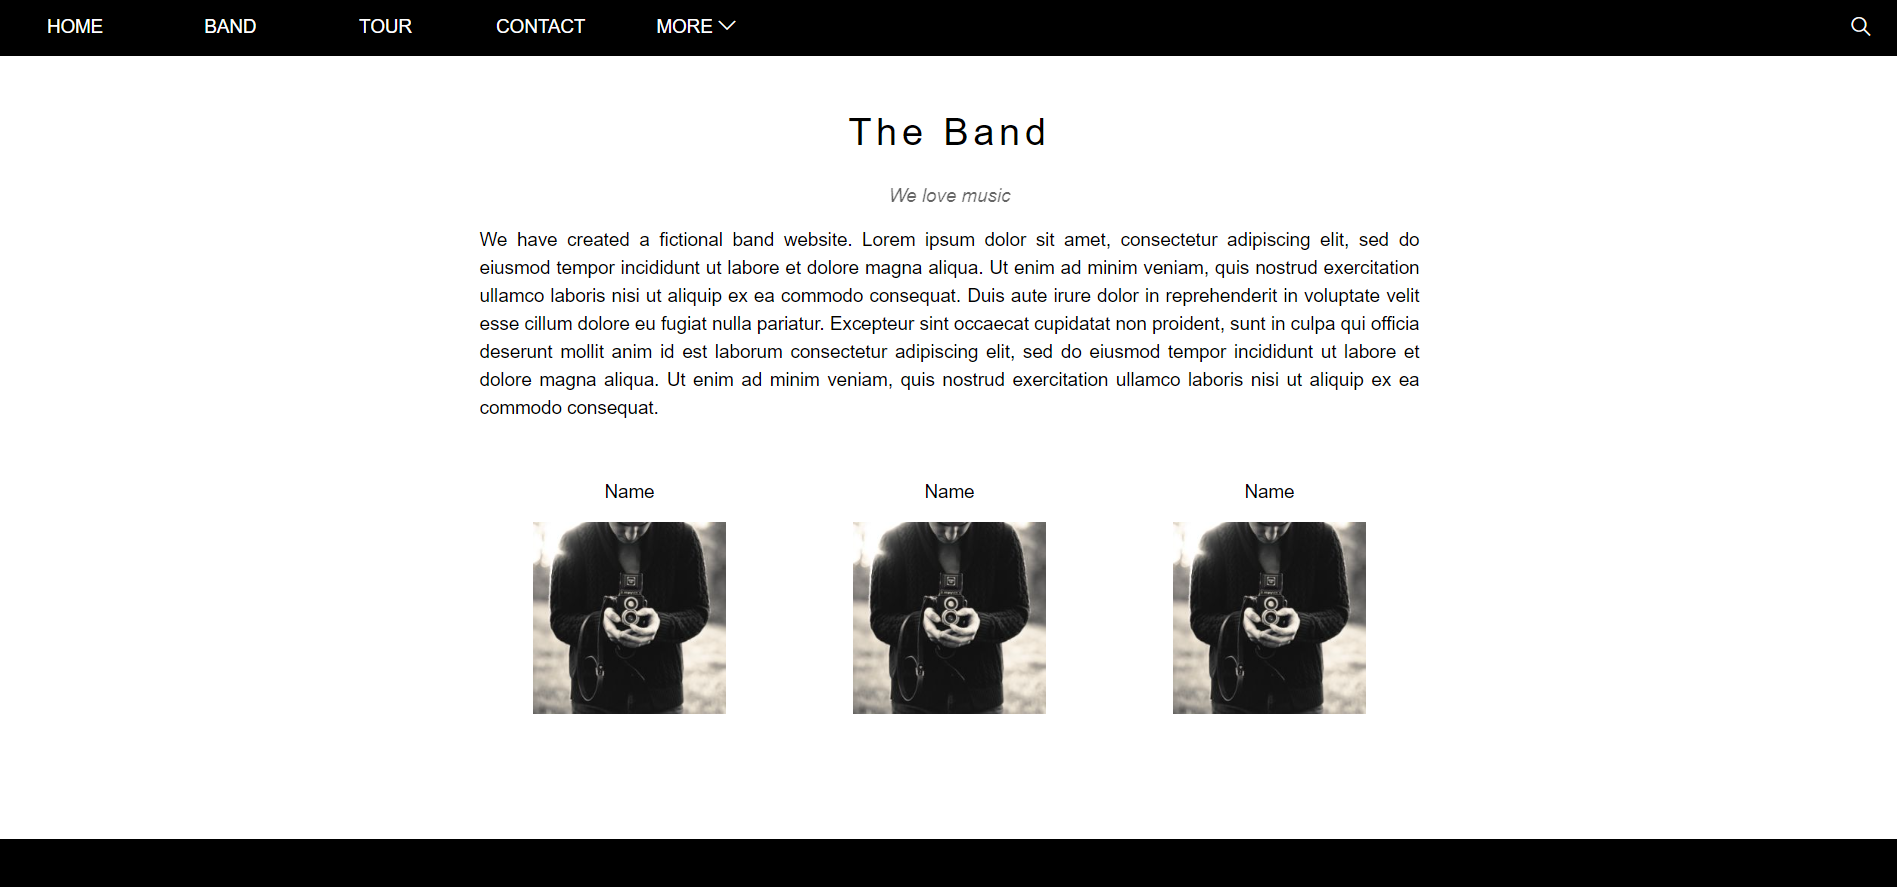 HOME BAND TOUR CONTACT MORE
The Band
We love music
We have created a fictional band website. Lorem ipsum dolor sit amet, consectetur adipiscing elit, sed do
eiusmod tempor incididunt ut labore et dolore magna aliqua. Ut enim ad minim veniam, quis nostrud exercitation
ullamco laboris nisi ut aliquip ex ea commodo consequat. Duis aute irure dolor in reprehenderit in voluptate velit
esse cillum dolore eu fugiat nulla pariatur. Excepteur sint occaecat cupidatat non proident, sunt in culpa qui officia
deserunt mollit anim id est laborum consectetur adipiscing elit, sed do eiusmod tempor incididunt ut labore et
dolore magna aliqua. Ut enim ad minim veniam, quis nostrud exercitation ullamco laboris nisi ut aliquip ex ea
commodo consequat.
Name Name Name